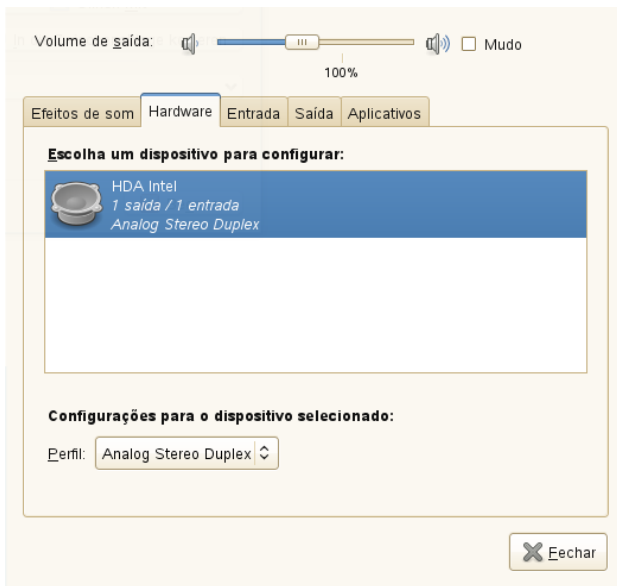 Volume de saída:
Mudo
100%
Efeitos de som Hardware Entrada Saída Aplicativos
Escolha um dispositivo para configurar:
HDA Intel
1 saída / 1 entrada
Analog Stereo Duplex
Configurações para o dispositivo selecionado:
Perfil: Analog Stereo Duplex
Fechar